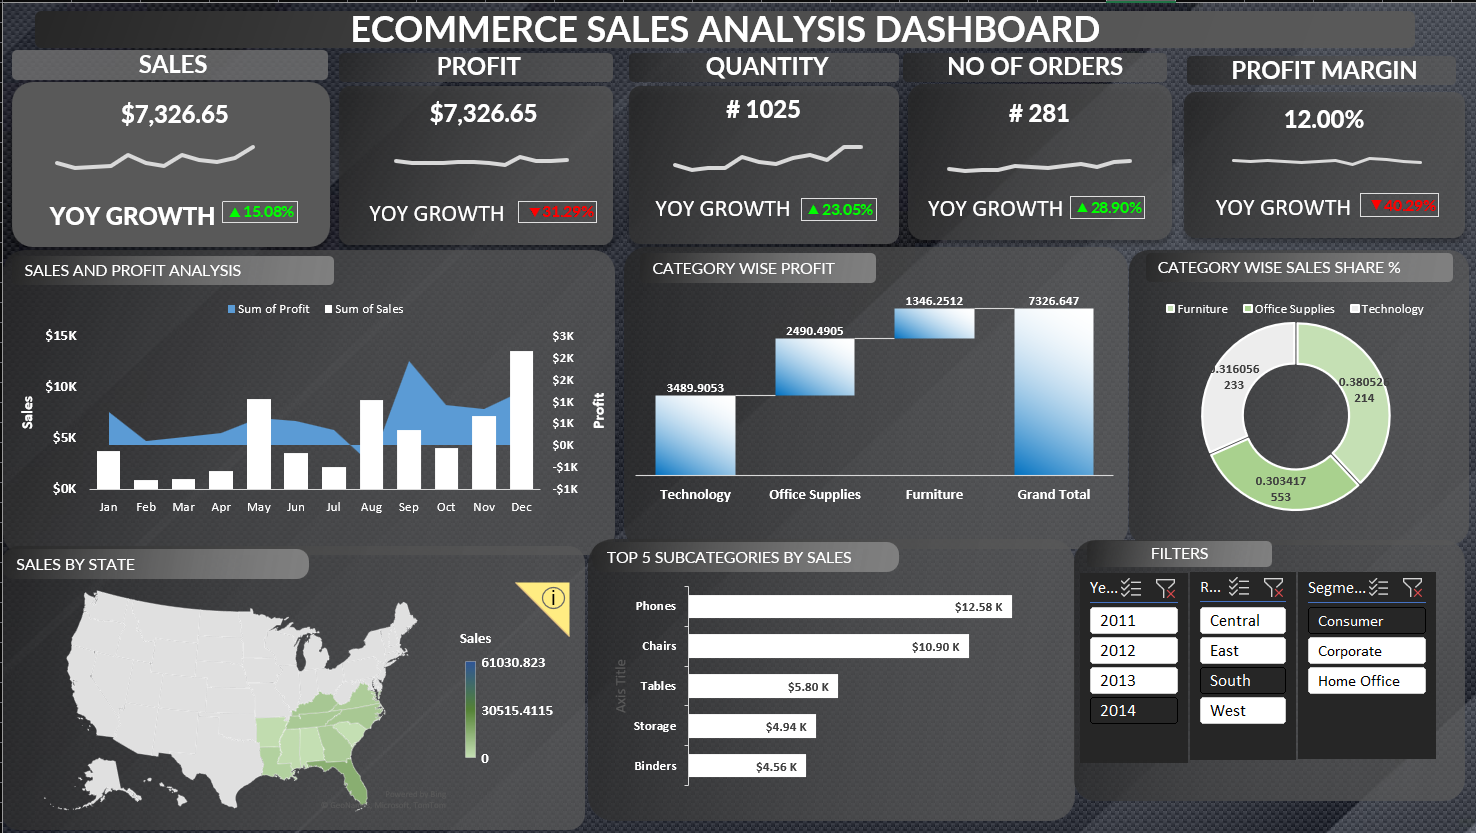 ECOMMERCE SALES ANALYSIS DASHBOARD
SALES
$7,326.65
YOY GROWTH ▲15.08%
PROFIT
$7,326.65
YOY GROWTH ▼31.29%
QUANTITY
# 1025
YOY GROWTH ▲23.05%
NO OF ORDERS
# 281
YOY GROWTH ▲28.90%
PROFIT MARGIN
12.00%
YOY GROWTH ▼40.29%
SALES AND PROFIT ANALYSIS
Sum of Profit Sum of Sales
Sales
$15K
$10K
$5K
$0K
$3K
$2K
$2K
$1K
$1K
$0K
-$1K
-$1K
Profit
Jan Feb Mar Apr May Jun Jul Aug Sep Oct Nov Dec
CATEGORY WISE PROFIT
3489.9053
2490.4905
1346.2512
7326.647
Technology Office Supplies Furniture Grand Total
CATEGORY WISE SALES SHARE %
Furniture Office Supplies Technology
0.316056
233
0.380526
214
0.303417
553
SALES BY STATE
Sales
61030.823
30515.4115
0
Powered by Bing
TOP 5 SUBCATEGORIES BY SALES
Axis Title
Phones $12.58 K
Chairs $10.90 K
Tables $5.80 K
Storage $4.94 K
Binders $4.56 K
FILTERS
Ye...
2011
2012
2013
2014
R...
Central
East
South
West
Segme...
Consumer
Corporate
Home Office